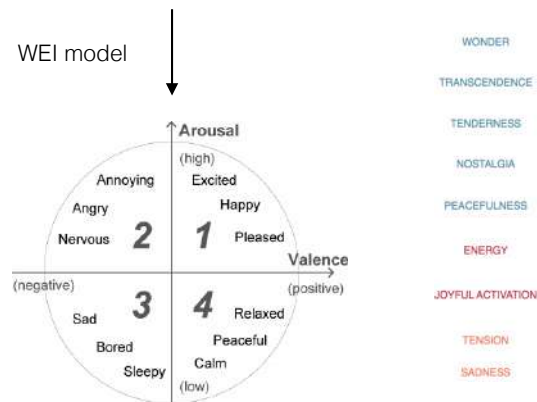 WEI model
Arousal
(high)
Annoying
Excited
Angry
Happy
Nervous
2
1
Pleased
Valence
(negative)
(positive)
3
4
Sad
Relaxed
Bored
Peaceful
Sleepy
Calm
(low)
WONDER
TRANSCENDENCE
TENDERNESS
NOSTALGIA
PEACEFULNESS
ENERGY
JOYFUL ACTIVATION
TENSION
SADNESS